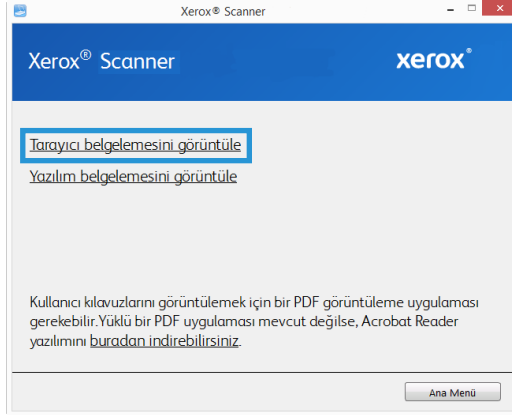 Xerox® Scanner
Xerox® Scanner
xerox®
Tarayıcı belgelemesini görüntüle
Yazılım belgelemesini görüntüle
Kullanıcı kılavuzlarını görüntülemek için bir PDF görüntüleme uygulaması
gerekebilir.Yüklü bir PDF uygulaması mevcut değilse, Acrobat Reader
yazılımını buradan indirebilirsiniz.
Ana Menü